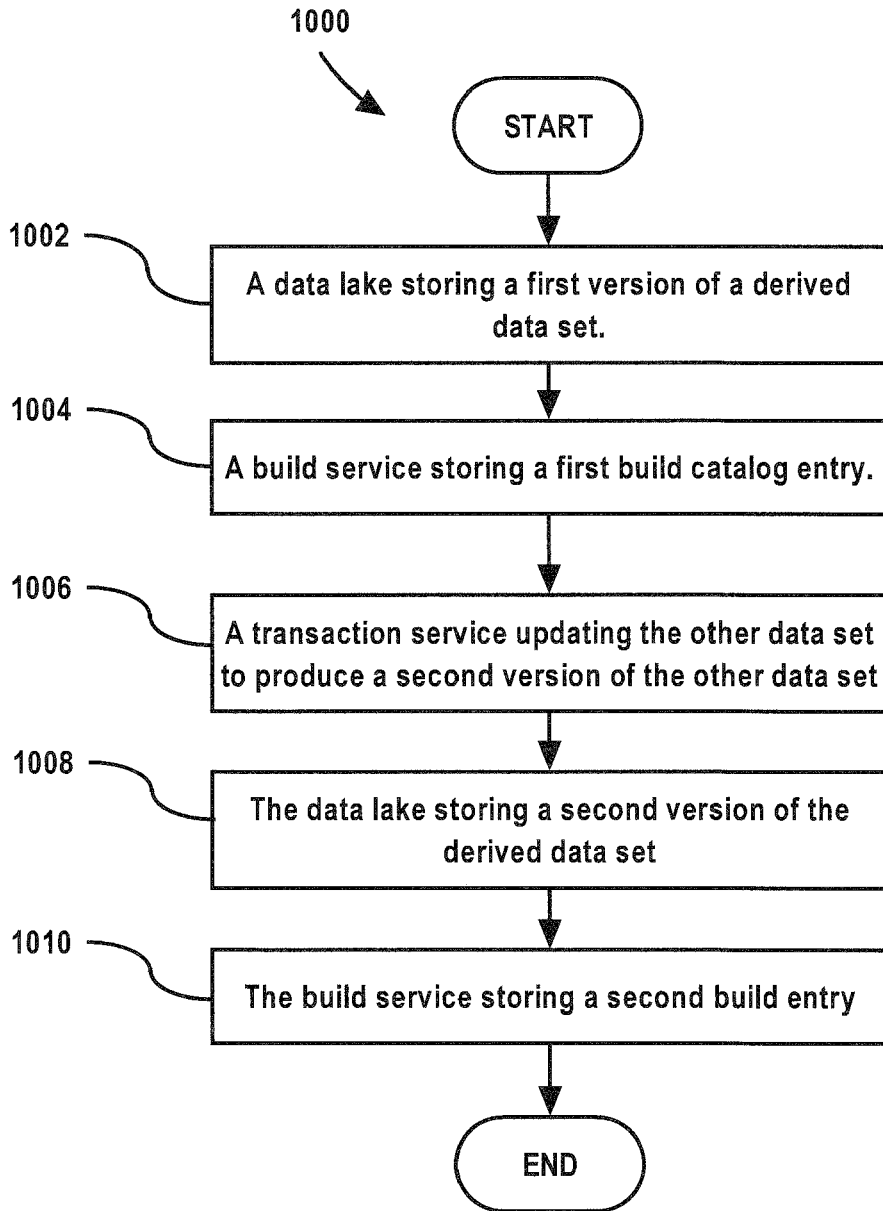 1000
START
1002
A data lake storing a first version of a derived
data set.
1004
A build service storing a first build catalog entry.
1006
A transaction service updating the other data set
to produce a second version of the other data set
1008
The data lake storing a second version of the
derived data set
1010
The build service storing a second build entry
END